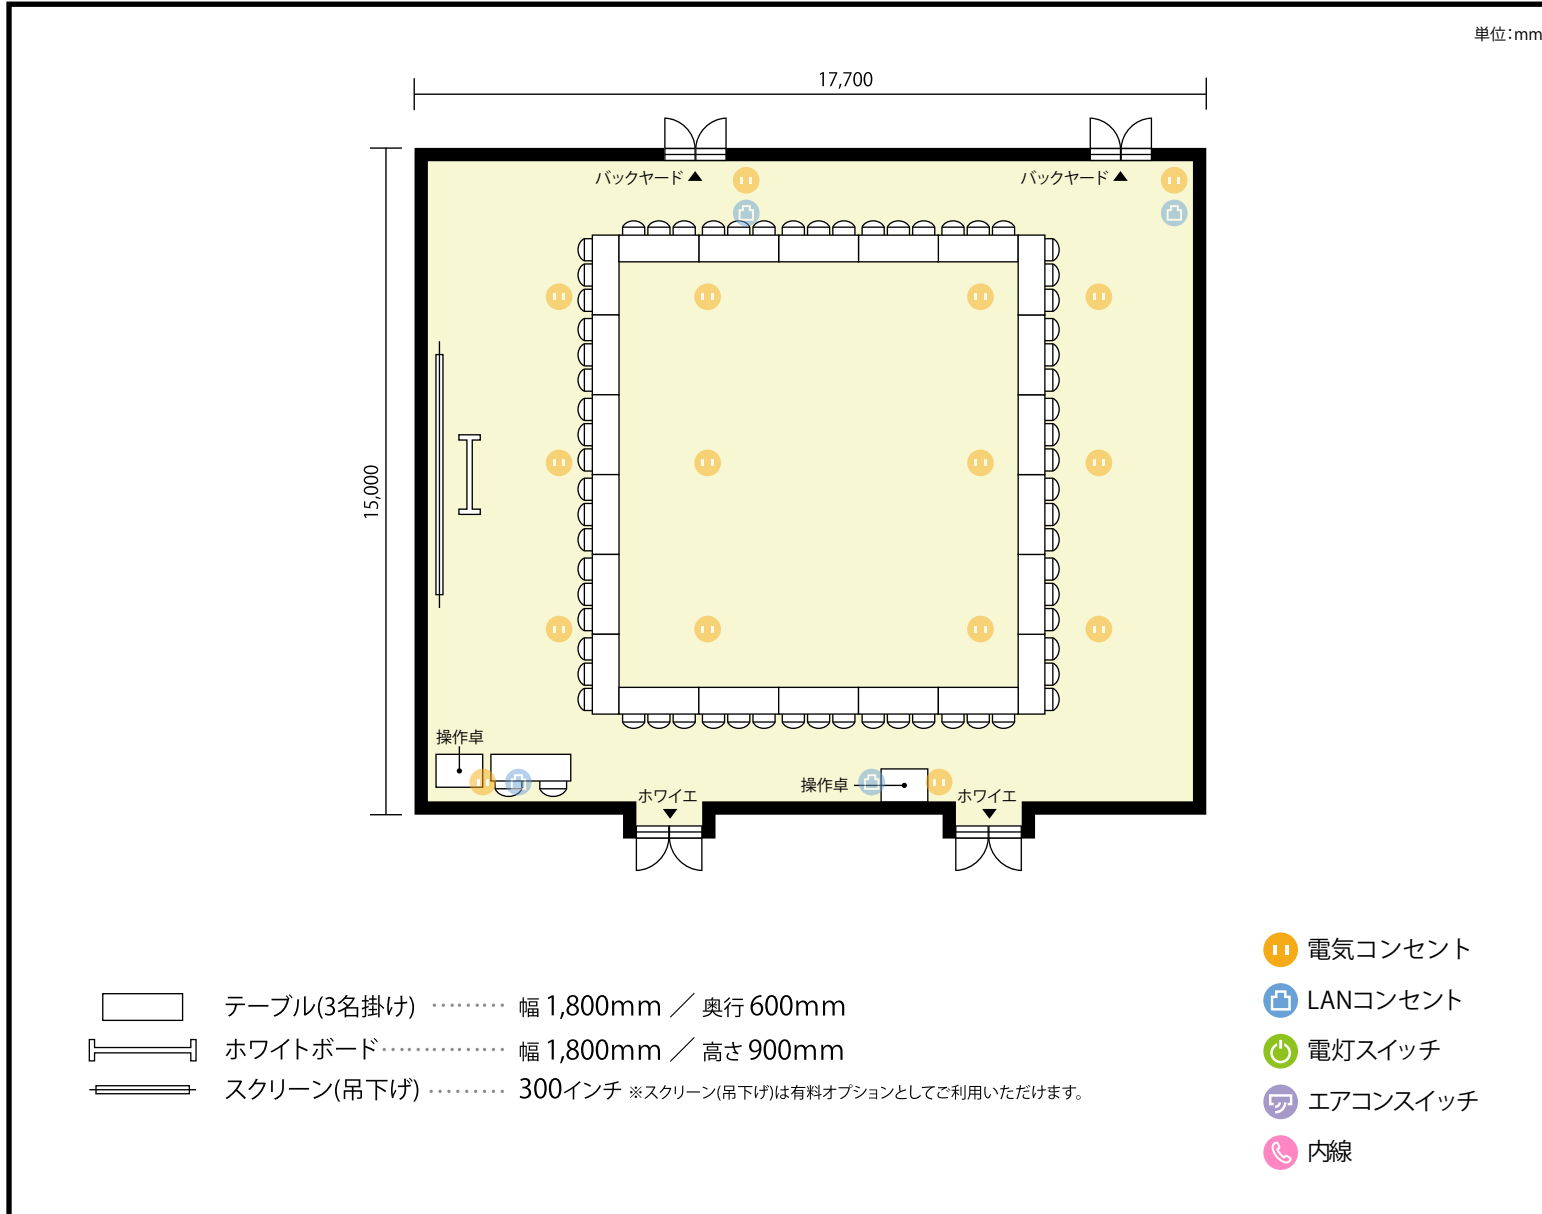 単位：mm
17,700
バックヤード▲
バックヤード▲
15,000
操作卓
操作卓
ホワイエ
▼
ホワイエ
▼
テーブル(3名掛け) ……… 幅 1,800mm ／ 奥行 600mm
ホワイトボード …………… 幅 1,800mm ／ 高さ 900mm
スクリーン(吊下げ) ……… 300インチ ※スクリーン(吊下げ)は有料オプションとしてご利用いただけます。
電気コンセント
LANコンセント
電灯スイッチ
エアコンスイッチ
内線